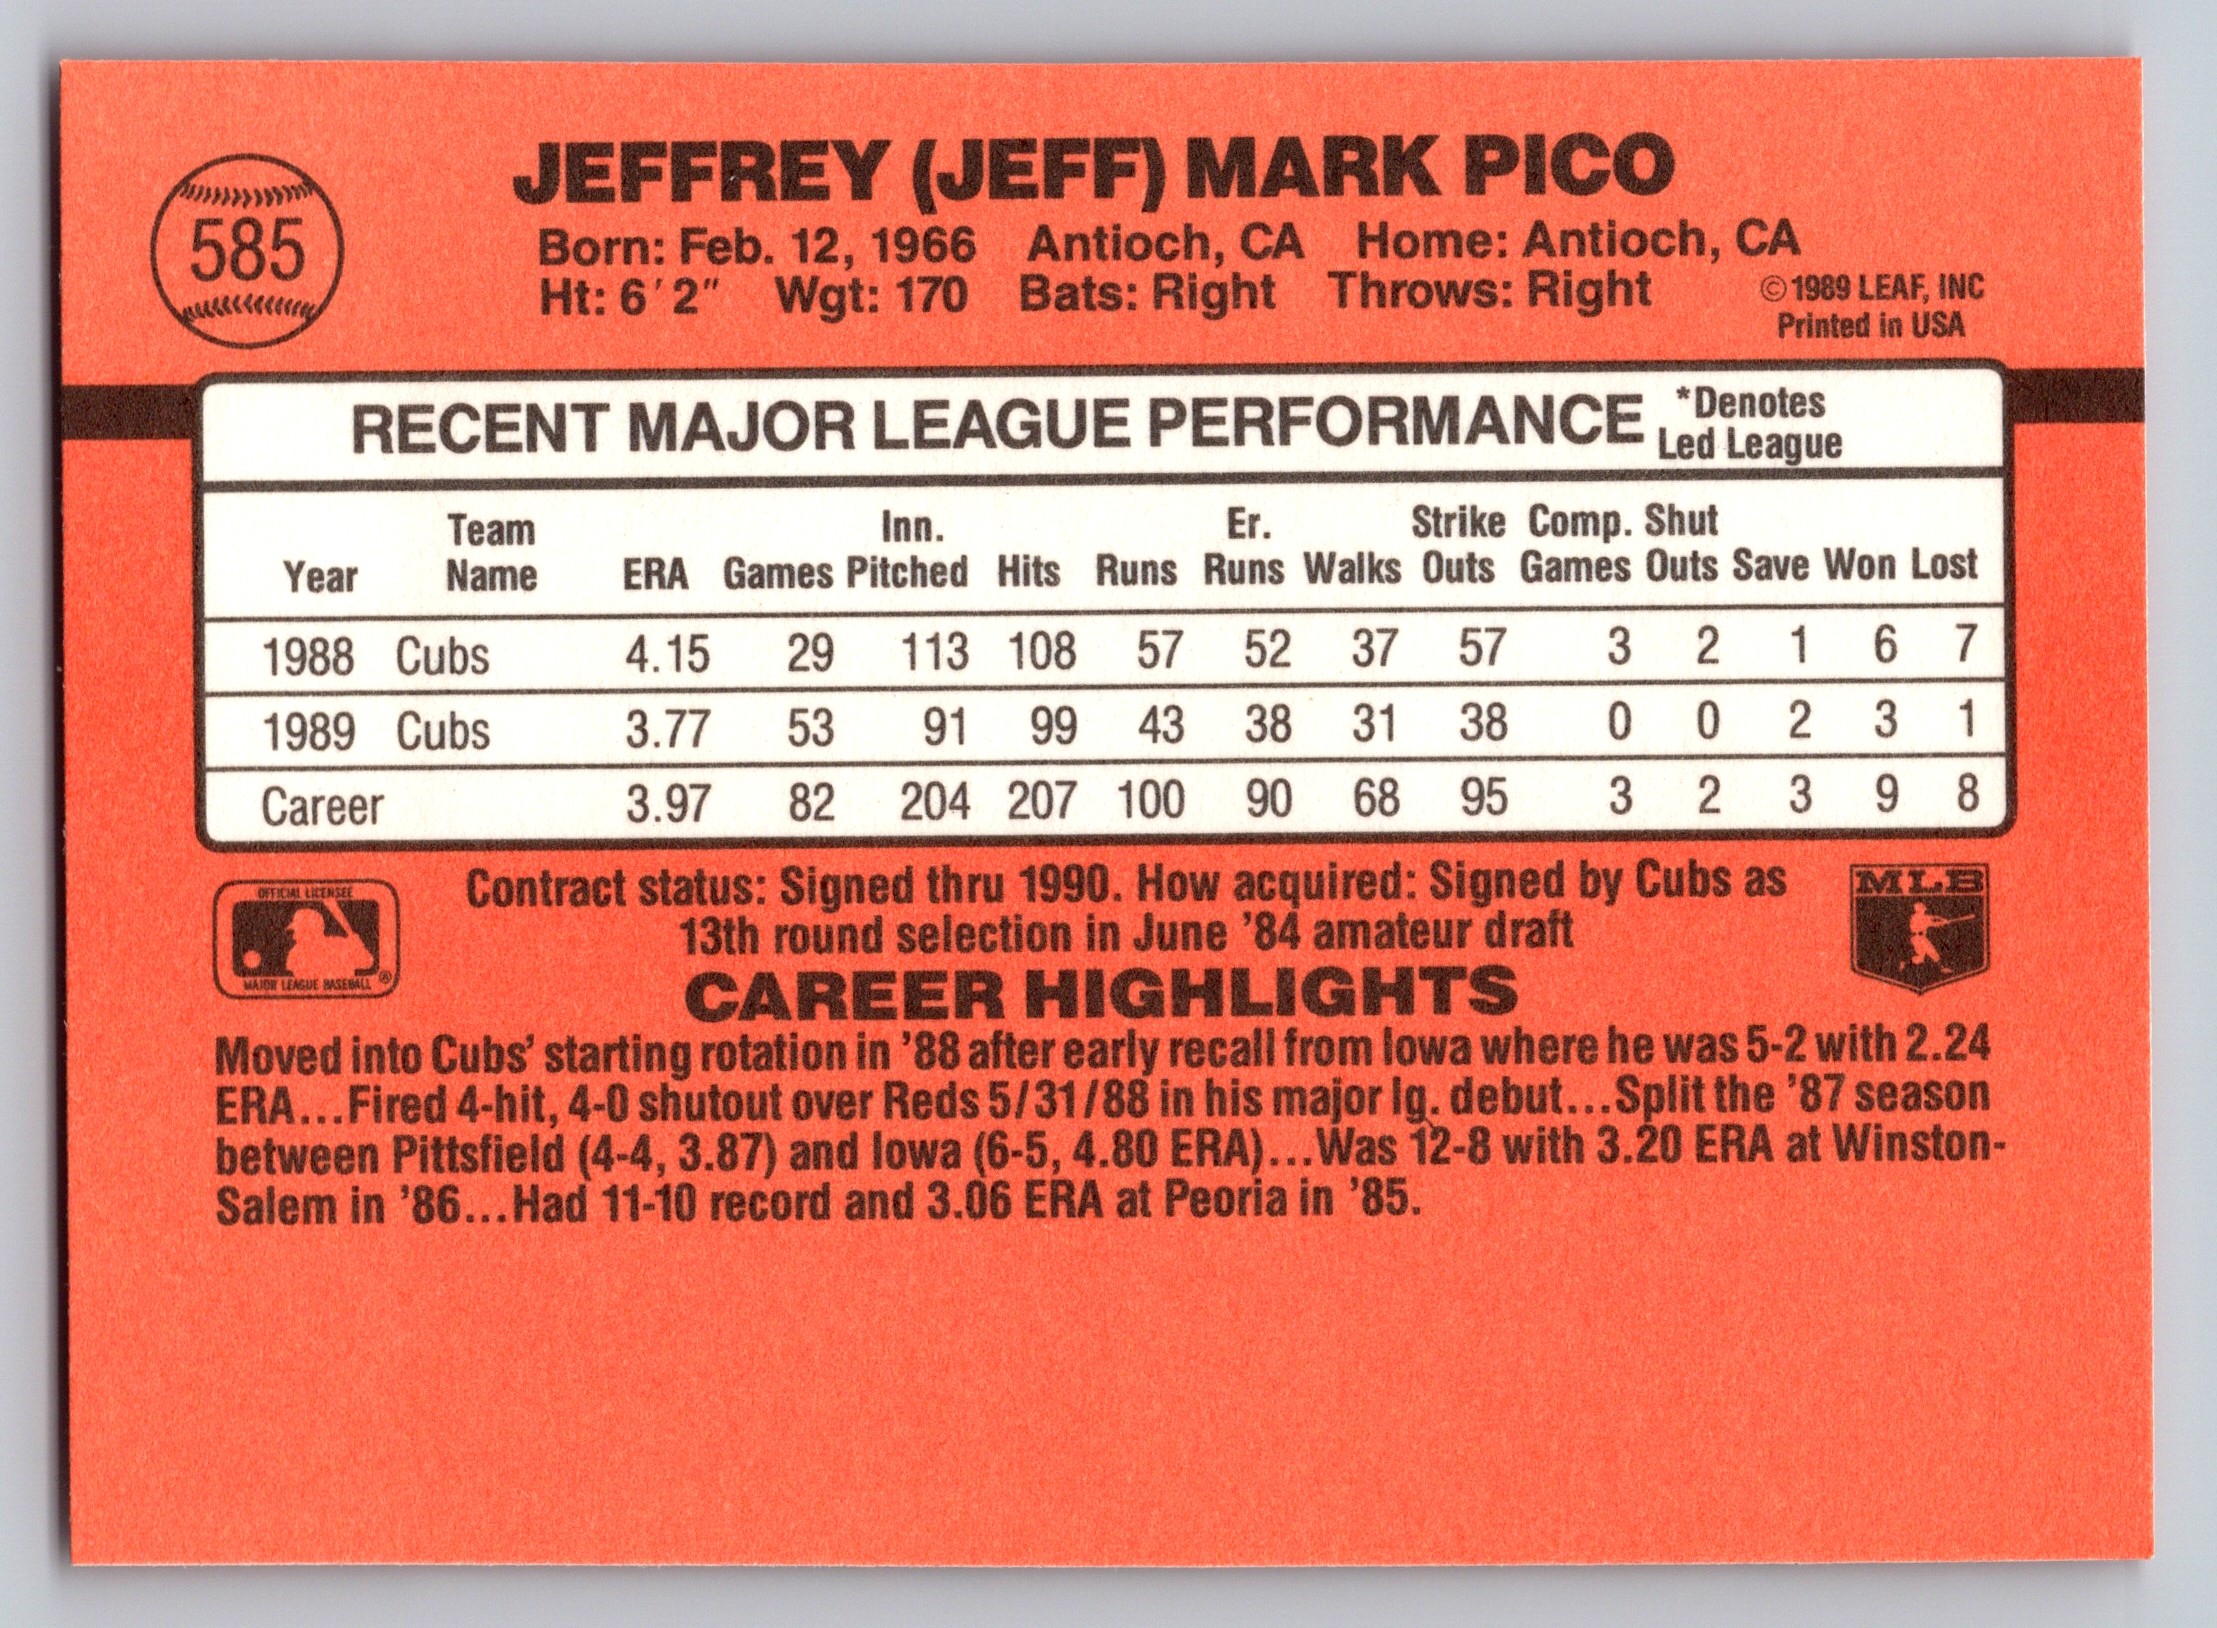 585
JEFFREY (JEFF) MARK PICO
Born: Feb. 12, 1966 Antioch, CA Home: Antioch, CA
Ht: 6'2" Wgt: 170 Bats: Right Throws: Right
©1989 LEAF, INC
Printed in USA
RECENT MAJOR LEAGUE PERFORMANCE *Denotes Led League
Year Team Name ERA Games Inn. Pitched Hits Runs Er. Runs Walks Strike Outs Comp. Games Shut Outs Save Won Lost
1988 Cubs 4.15 29 113 108 57 52 37 57 3 2 1 6 7
1989 Cubs 3.77 53 91 99 43 38 31 38 0 0 2 3 1
Career 3.97 82 204 207 100 90 68 95 3 2 3 9 8
OFFICIAL LICENSEE
MAJOR LEAGUE BASEBALL ®
Contract status: Signed thru 1990. How acquired: Signed by Cubs as
13th round selection in June '84 amateur draft
MLB
CAREER HIGHLIGHTS
Moved into Cubs' starting rotation in '88 after early recall from Iowa where he was 5-2 with 2.24
ERA...Fired 4-hit, 4-0 shutout over Reds 5/31/88 in his major lg. debut...Split the '87 season
between Pittsfield (4-4, 3.87) and Iowa (6-5, 4.80 ERA)...Was 12-8 with 3.20 ERA at Winston-
Salem in '86...Had 11-10 record and 3.06 ERA at Peoria in '85.